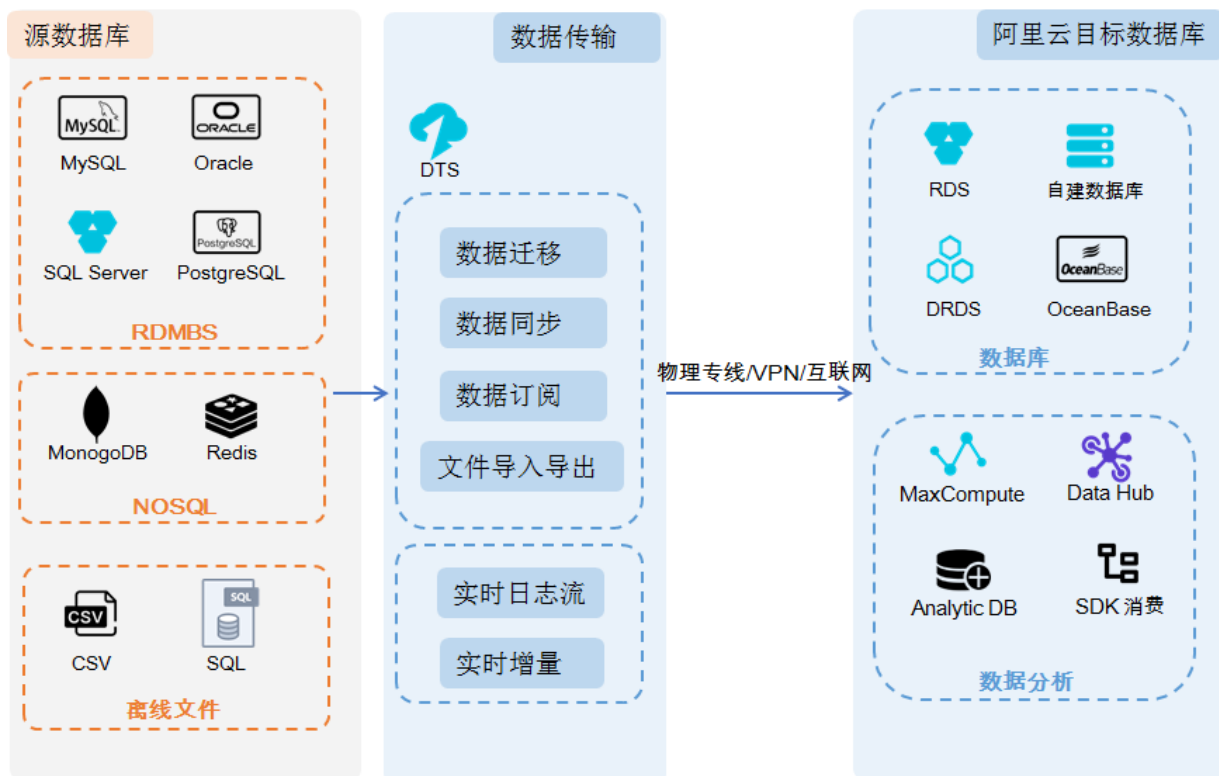 源数据库
MySQL
MySQL
ORACLE
Oracle
SQL Server
PostgreSQL
PostgreSQL
RDMBS
MonogoDB
Redis
NOSQL
CSV
CSV
SQL
SQL
离线文件
数据传输
DTS
数据迁移
数据同步
数据订阅
文件导入导出
实时日志流
实时增量
物理专线/VPN/互联网
阿里云目标数据库
RDS
自建数据库
DRDS
OceanBase
OceanBase
数据库
MaxCompute
Data Hub
Analytic DB
SDK 消费
数据分析